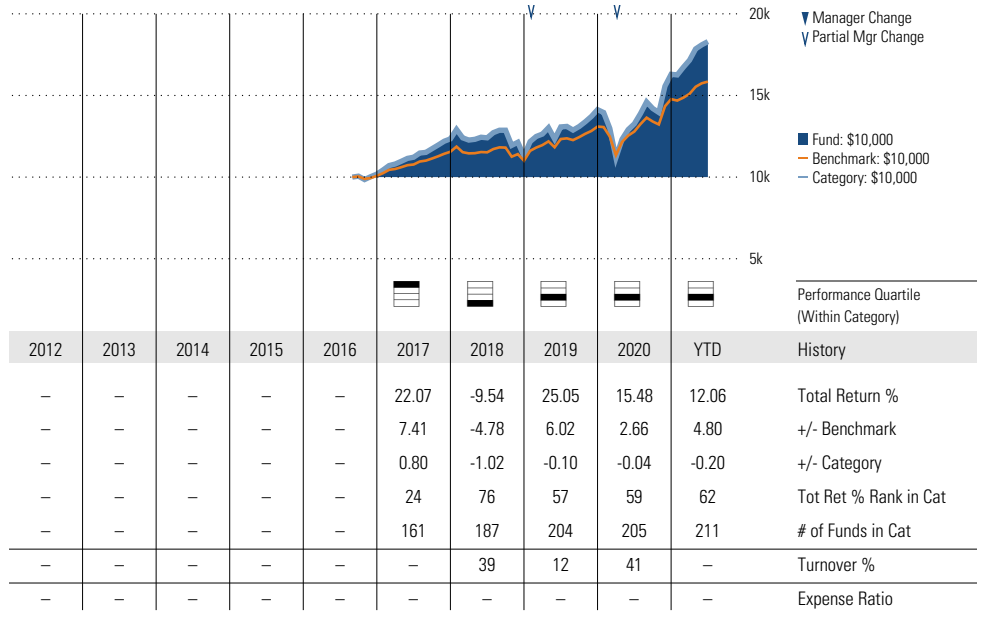 20k
15k
10k
5k
Manager Change
Partial Mgr Change
Fund: $10,000
Benchmark: $10,000
Category: $10,000
Performance Quartile
(Within Category)
2012 2013 2014 2015 2016 2017 2018 2019 2020 YTD History
– – – – – 22.07 -9.54 25.05 15.48 12.06 Total Return %
– – – – – 7.41 -4.78 6.02 2.66 4.80 +/- Benchmark
– – – – – 0.80 -1.02 -0.10 -0.04 -0.20 +/- Category
– – – – – 24 76 57 59 62 Tot Ret % Rank in Cat
– – – – – 161 187 204 205 211 # of Funds in Cat
– – – – – – 39 12 41 – Turnover %
– – – – – – – – – – Expense Ratio